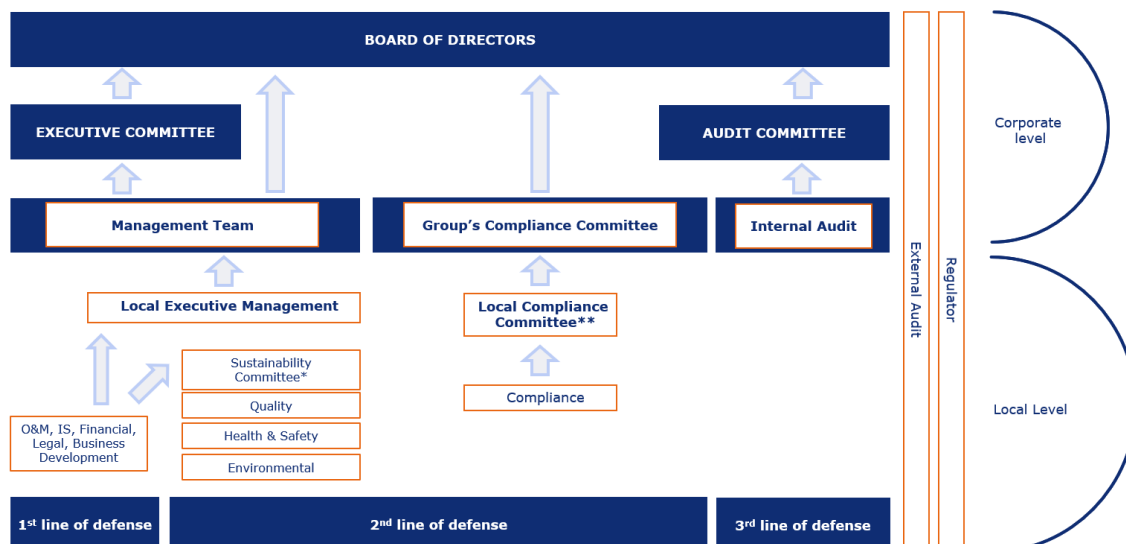 BOARD OF DIRECTORS
EXECUTIVE COMMITTEE
AUDIT COMMITTEE
Corporate
level
Management Team
Group's Compliance Committee
Internal Audit
External Audit
Regulator
Local Executive Management
Local Compliance
Committee**
Sustainability
Committee*
Quality
Health & Safety
Environmental
Compliance
O&M, IS, Financial,
Legal, Business
Development
Local Level
1st line of defense
2nd line of defense
3rd line of defense